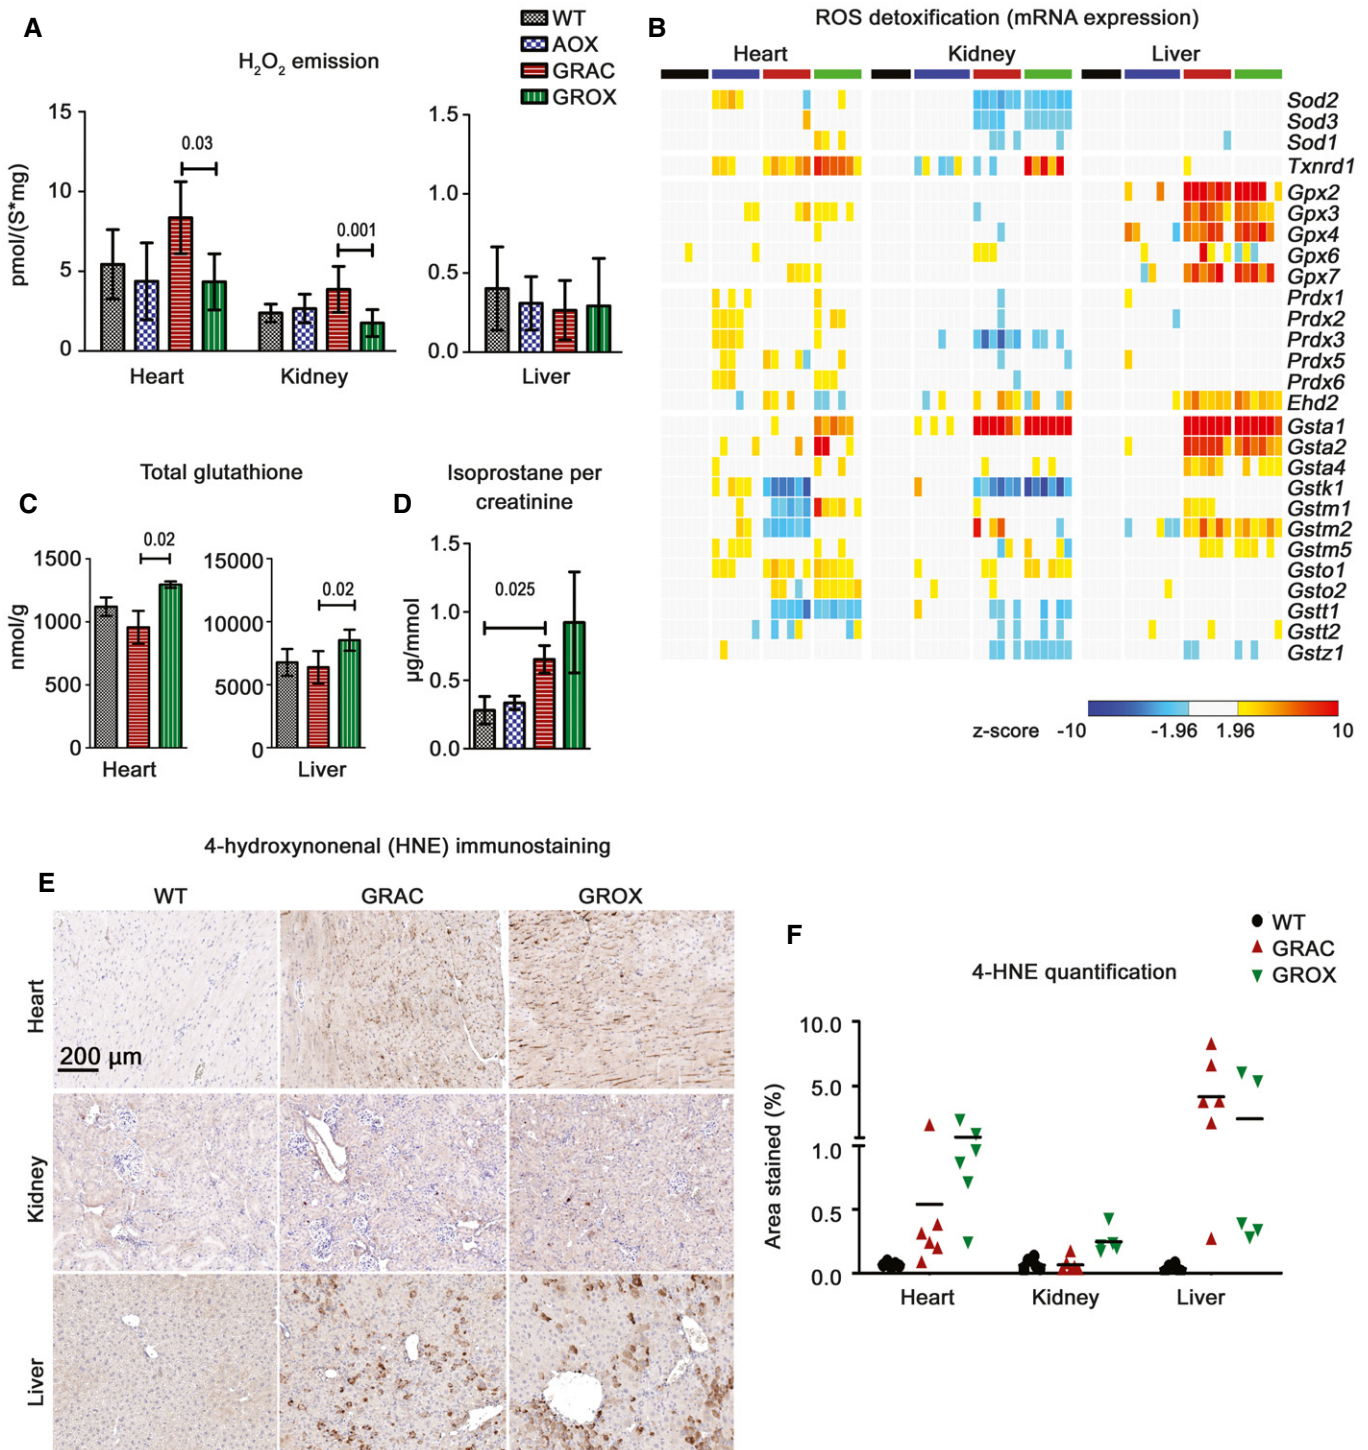 A
H₂O₂ emission
WT
AOX
GRAC
GROX
pmol/(S*mg)
15
10
5
0
0.03
0.001
Heart
Kidney
1.5
1.0
0.5
0.0
Liver
B
ROS detoxification (mRNA expression)
Heart
Kidney
Liver
Sod2
Sod3
Sod1
Txnrd1
Gpx2
Gpx3
Gpx4
Gpx6
Gpx7
Prdx1
Prdx2
Prdx3
Prdx5
Prdx6
Ehd2
Gsta1
Gsta2
Gsta4
Gstk1
Gstm1
Gstm2
Gstm5
Gsto1
Gsto2
Gstt1
Gstt2
Gstz1
z-score
-10
-1.96
1.96
10
C
Total glutathione
nmol/g
1500
1000
500
0
0.02
Heart
15000
10000
5000
0
0.02
Liver
D
Isoprostane per
creatinine
µg/mmol
1.5
1.0
0.5
0.0
0.025
4-hydroxynonenal (HNE) immunostaining
E
WT
GRAC
GROX
Heart
200 µm
Kidney
Liver
F
WT
GRAC
GROX
4-HNE quantification
Area stained (%)
10.0
5.0
1.0
0.5
0.0
Heart
Kidney
Liver